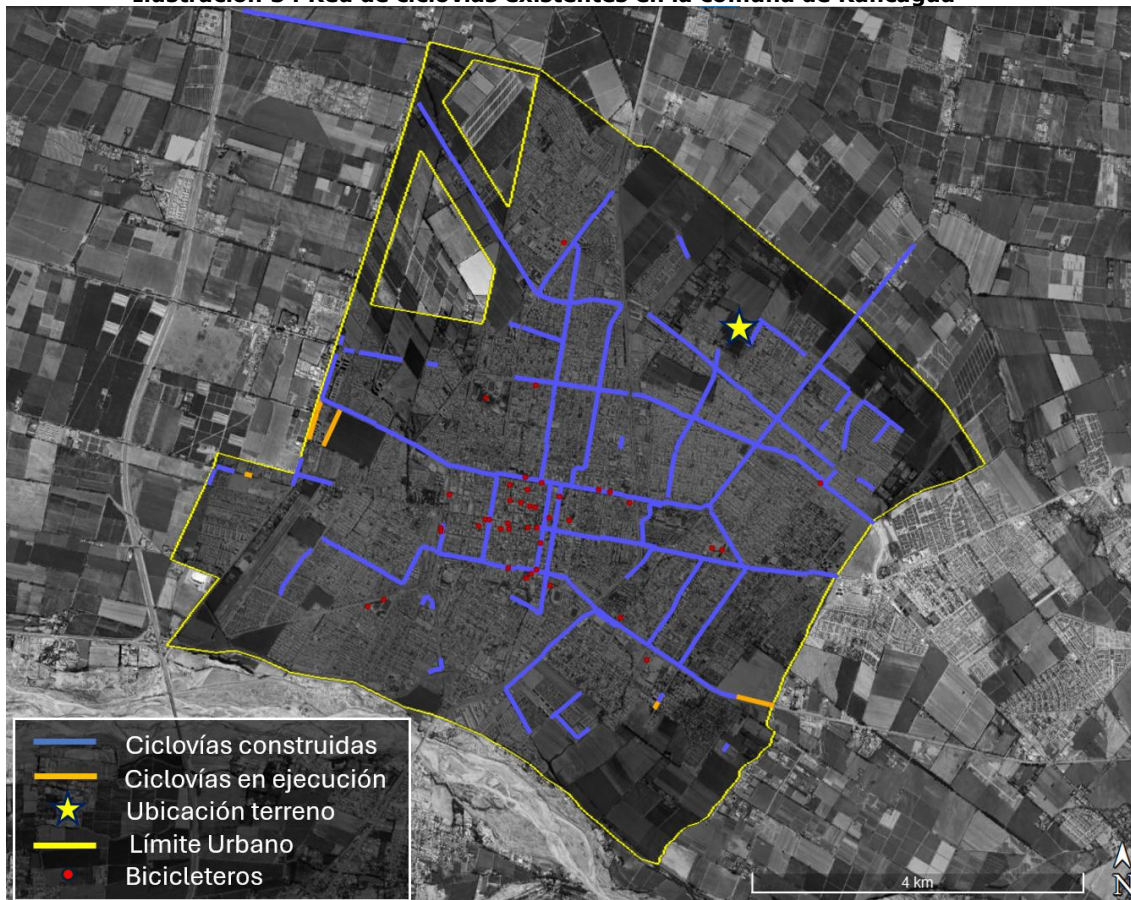 Ciclovías construidas
Ciclovías en ejecución
Ubicación terreno
Límite Urbano
Bicicleteros
4 km
N